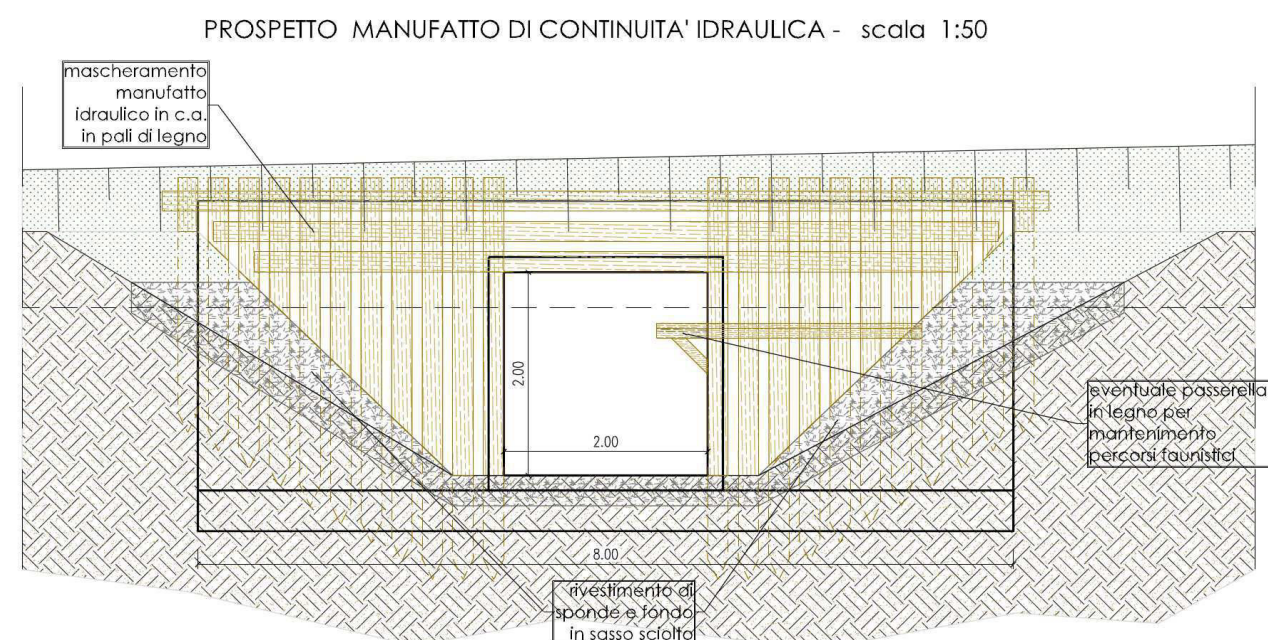 PROSPETTO MANUFATTO DI CONTINUITA' IDRAULICA - scala 1:50
mascheramento
manufatto
idraulico in c.a.
in pali di legno
2.00
2.00
eventuale passerella
in legno per
mantenimento
percorsi faunistici
8.00
rivestimento di
sponde e fondo
in sasso sciolto